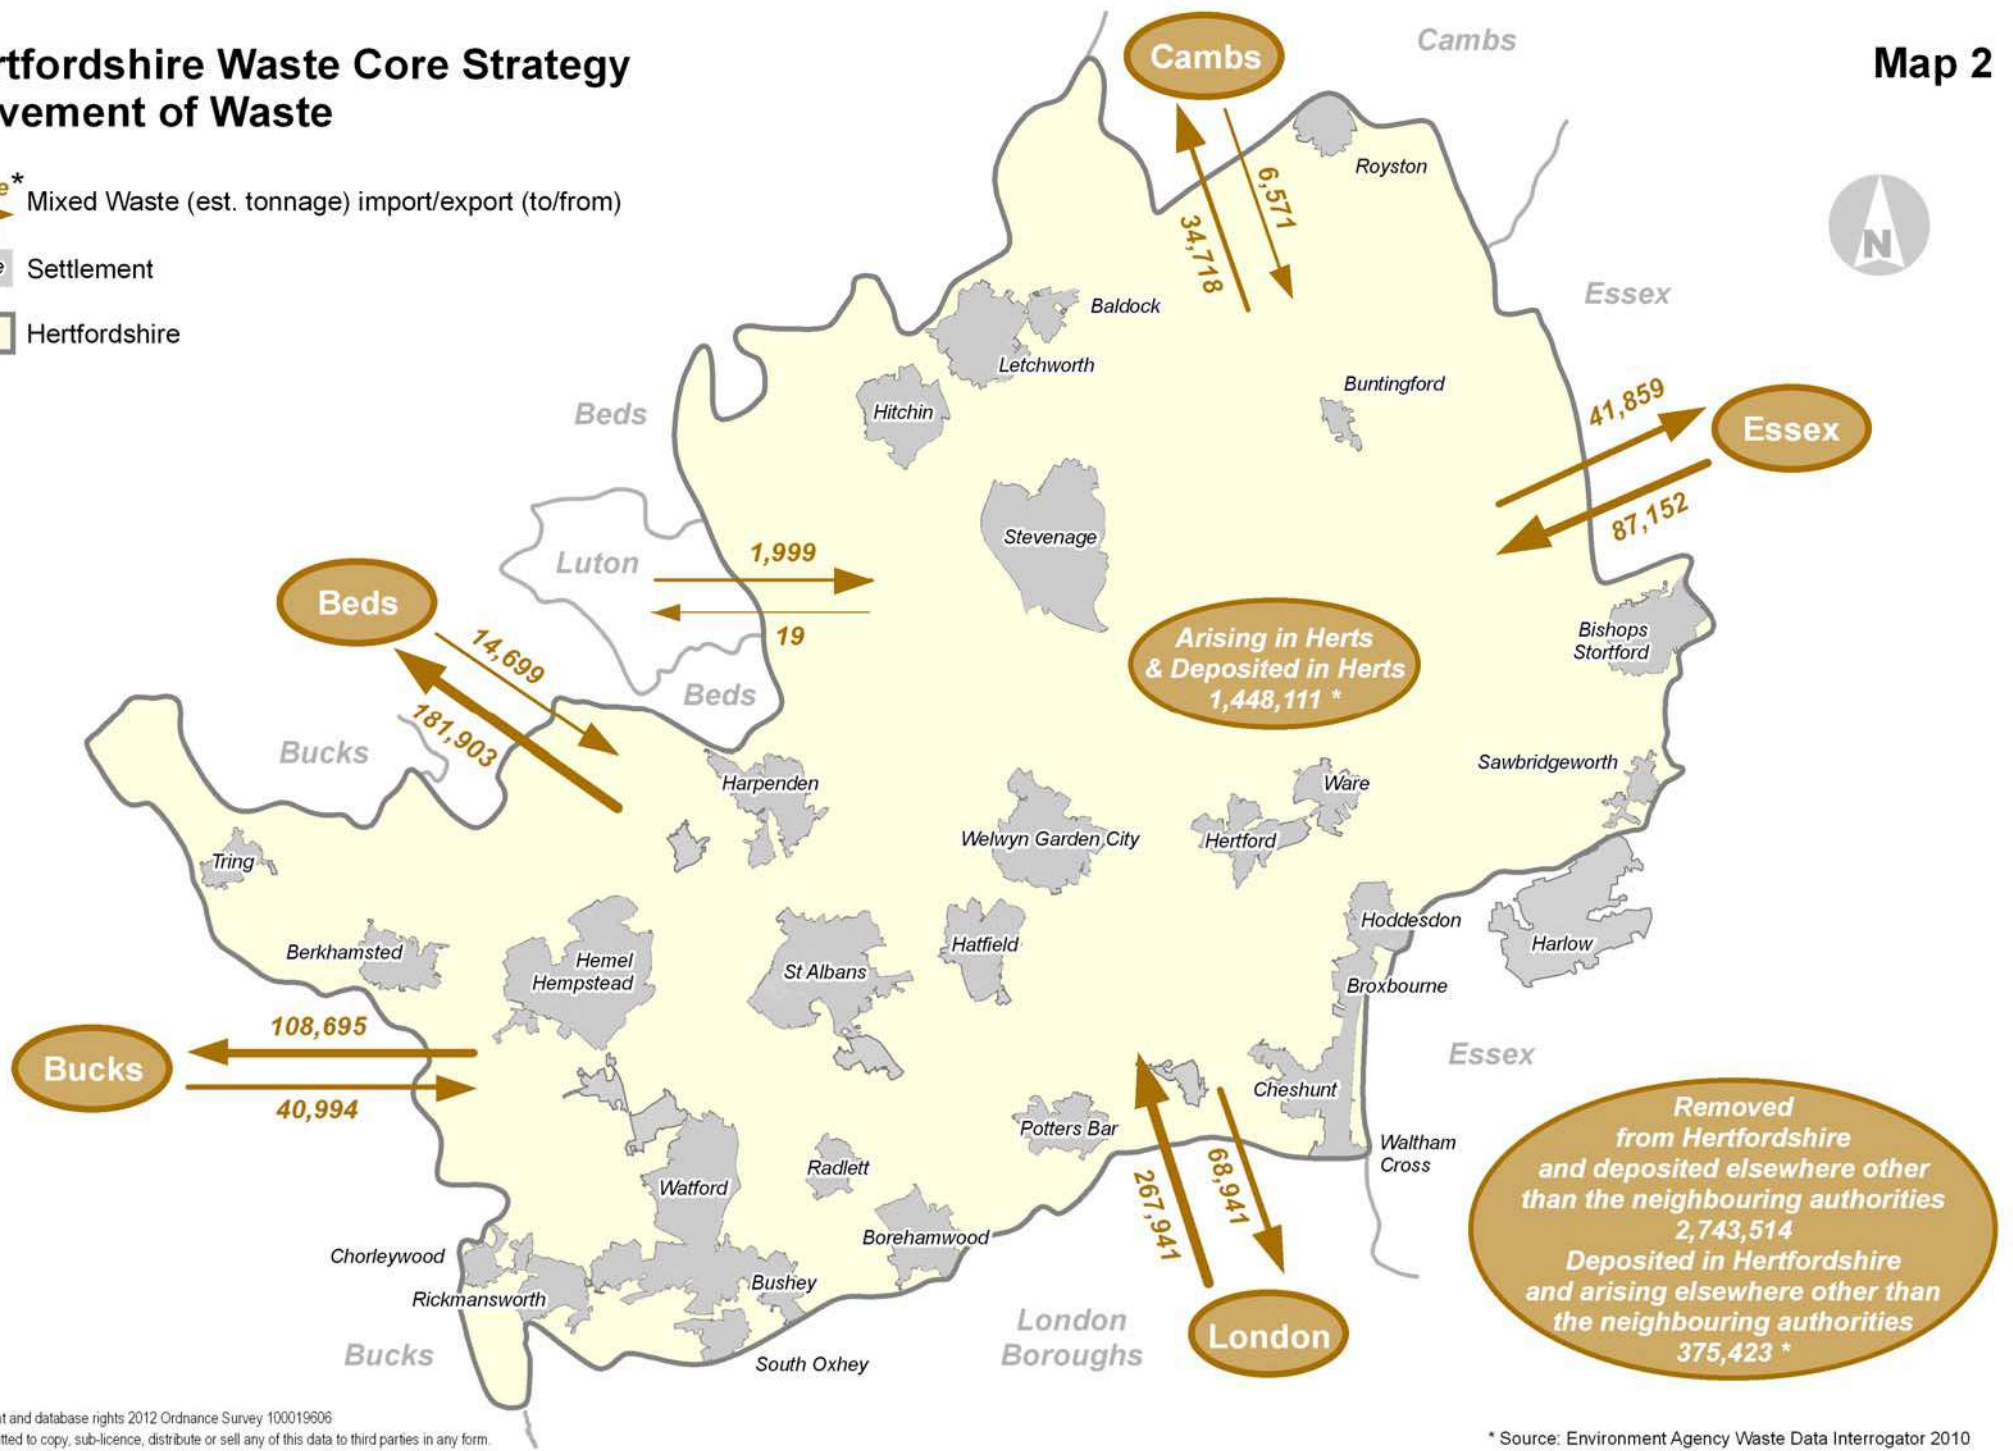 rtfordshire Waste Core Strategy
vement of Waste
Map 2
e*
Mixed Waste (est. tonnage) import/export (to/from)
e
Settlement
Hertfordshire
Cambs
Cambs
34,718
6,571
Royston
N
Essex
Baldock
Letchworth
Hitchin
Buntingford
Beds
41,859
Essex
87,152
Stevenage
Luton
1,999
19
Beds
14,699
181,903
Beds
Arising in Herts
& Deposited in Herts
1,448,111 *
Bishops
Stortford
Bucks
Sawbridgeworth
Harpenden
Ware
Welwyn Garden City
Hertford
Tring
Hoddesdon
Harlow
Berkhamsted
Hemel
Hempstead
St Albans
Hatfield
Broxbourne
108,695
Bucks
40,994
Essex
Cheshunt
Potters Bar
Waltham
Cross
Radlett
Watford
267,941
68,941
Borehamwood
Chorleywood
Rickmansworth
Bushey
Bucks
South Oxhey
London
Boroughs
London
Removed
from Hertfordshire
and deposited elsewhere other
than the neighbouring authorities
2,743,514
Deposited in Hertfordshire
and arising elsewhere other than
the neighbouring authorities
375,423 *
t and database rights 2012 Ordnance Survey 100019606
tted to copy, sub-licence, distribute or sell any of this data to third parties in any form.
* Source: Environment Agency Waste Data Interrogator 2010